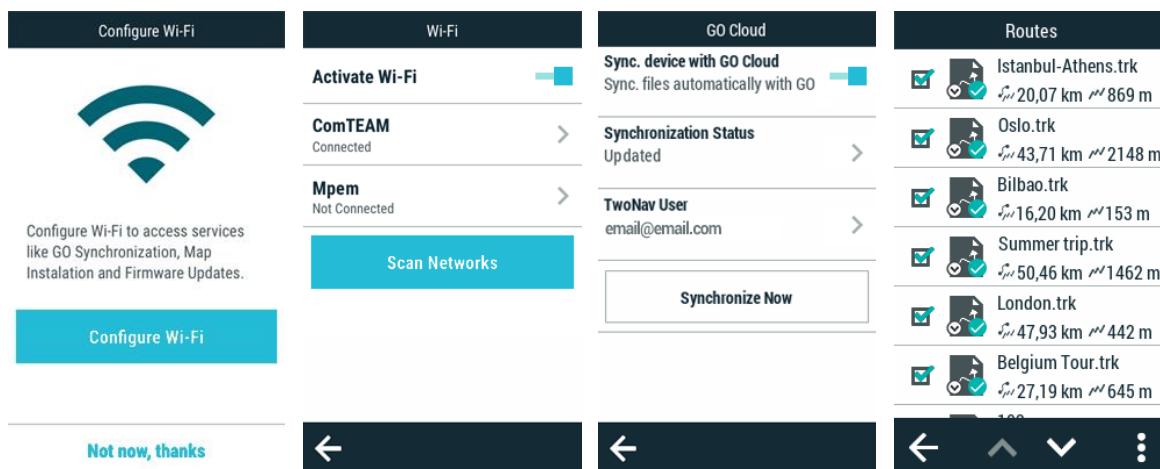 Configure Wi-Fi
Configure Wi-Fi to access services
like GO Synchronization, Map
Instalation and Firmware Updates.
Configure Wi-Fi
Not now, thanks
Wi-Fi
Activate Wi-Fi
ComTEAM
Connected
Mpem
Not Connected
Scan Networks
GO Cloud
Sync. device with GO Cloud
Sync. files automatically with GO
Synchronization Status
Updated
TwoNav User
email@email.com
Synchronize Now
Routes
Istanbul-Athens.trk
20,07 km 869 m
Oslo.trk
43,71 km 2148 m
Bilbao.trk
16,20 km 153 m
Summer trip.trk
50,46 km 1462 m
London.trk
47,93 km 442 m
Belgium Tour.trk
27,19 km 645 m